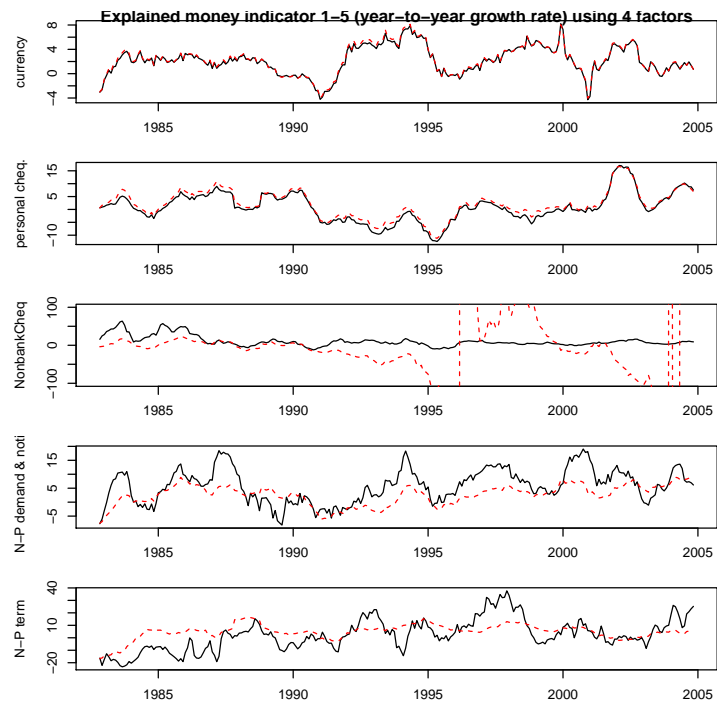 Explained money indicator 1−5 (year−to−year growth rate) using 4 factors
currency
8
4
0
−4
1985 1990 1995 2000 2005
personal cheq.
15
5
−10
1985 1990 1995 2000 2005
NonbankCheq
100
0
−100
1985 1990 1995 2000 2005
N−P demand & noti
15
5
−5
1985 1990 1995 2000 2005
N−P term
40
10
−20
1985 1990 1995 2000 2005